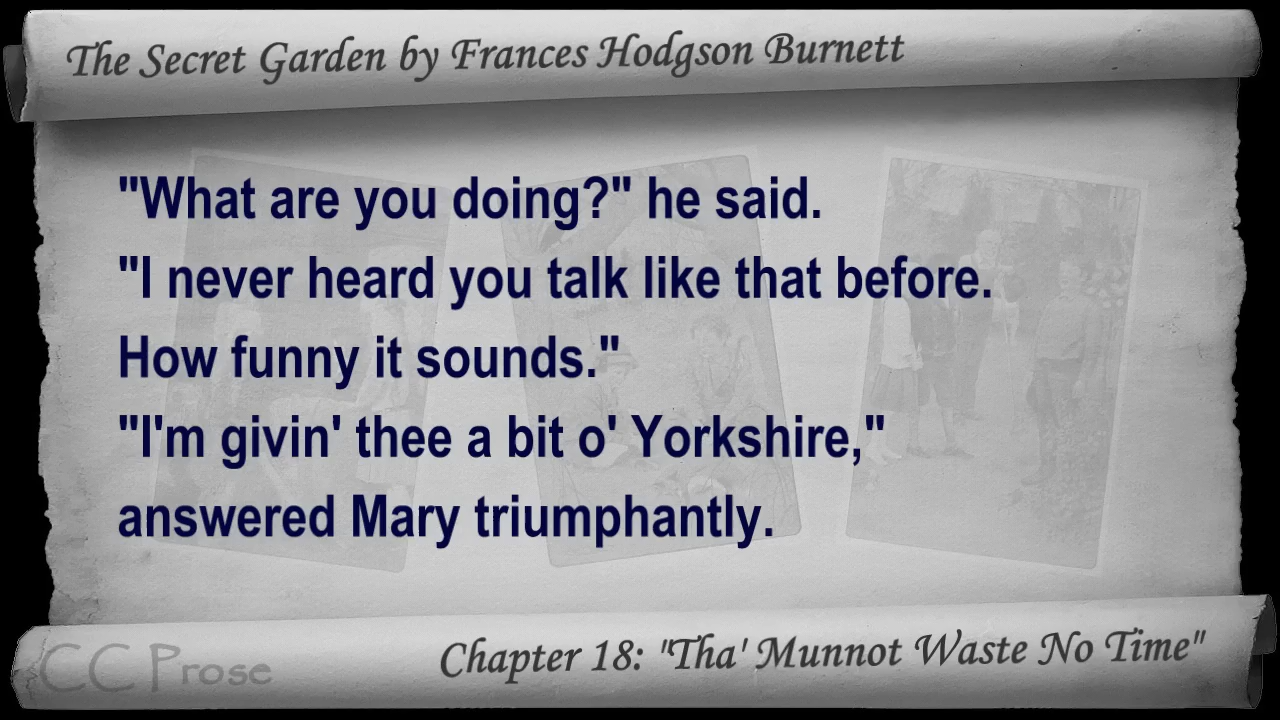 The Secret Garden by Frances Hodgson Burnett
"What are you doing?" he said.
"I never heard you talk like that before.
How funny it sounds."
"I'm givin' thee a bit o' Yorkshire,"
answered Mary triumphantly.
CC Prose
Chapter 18: "Tha' Munnot Waste No Time"